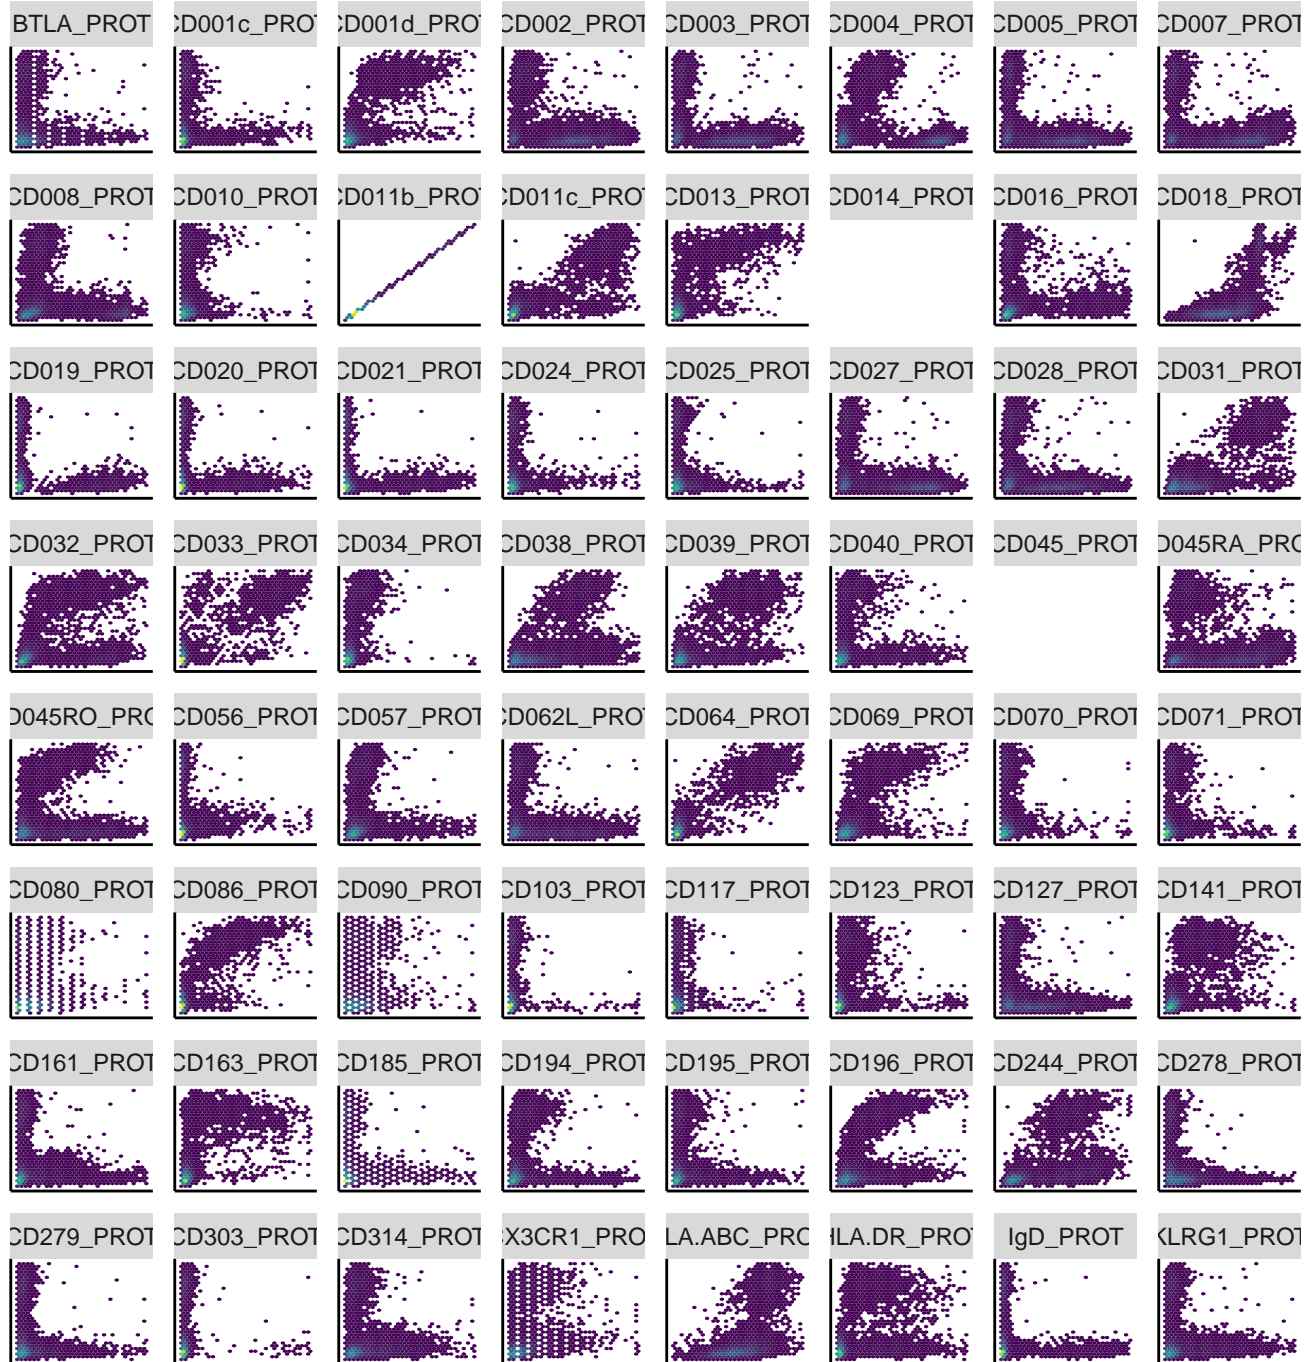 BTLA_PROT CD001c_PROT CD001d_PROT CD002_PROT CD003_PROT CD004_PROT CD005_PROT CD007_PROT
CD008_PROT CD010_PROT CD011b_PROT CD011c_PROT CD013_PROT CD014_PROT CD016_PROT CD018_PROT
CD019_PROT CD020_PROT CD021_PROT CD024_PROT CD025_PROT CD027_PROT CD028_PROT CD031_PROT
CD032_PROT CD033_PROT CD034_PROT CD038_PROT CD039_PROT CD040_PROT CD045_PROT D045RA_PRO
D045RO_PRO CD056_PROT CD057_PROT CD062L_PROT CD064_PROT CD069_PROT CD070_PROT CD071_PROT
CD080_PROT CD086_PROT CD090_PROT CD103_PROT CD117_PROT CD123_PROT CD127_PROT CD141_PROT
CD161_PROT CD163_PROT CD185_PROT CD194_PROT CD195_PROT CD196_PROT CD244_PROT CD278_PROT
CD279_PROT CD303_PROT CD314_PROT CX3CR1_PRO LA.ABC_PRO HLA.DR_PROT IgD_PROT KLRG1_PROT